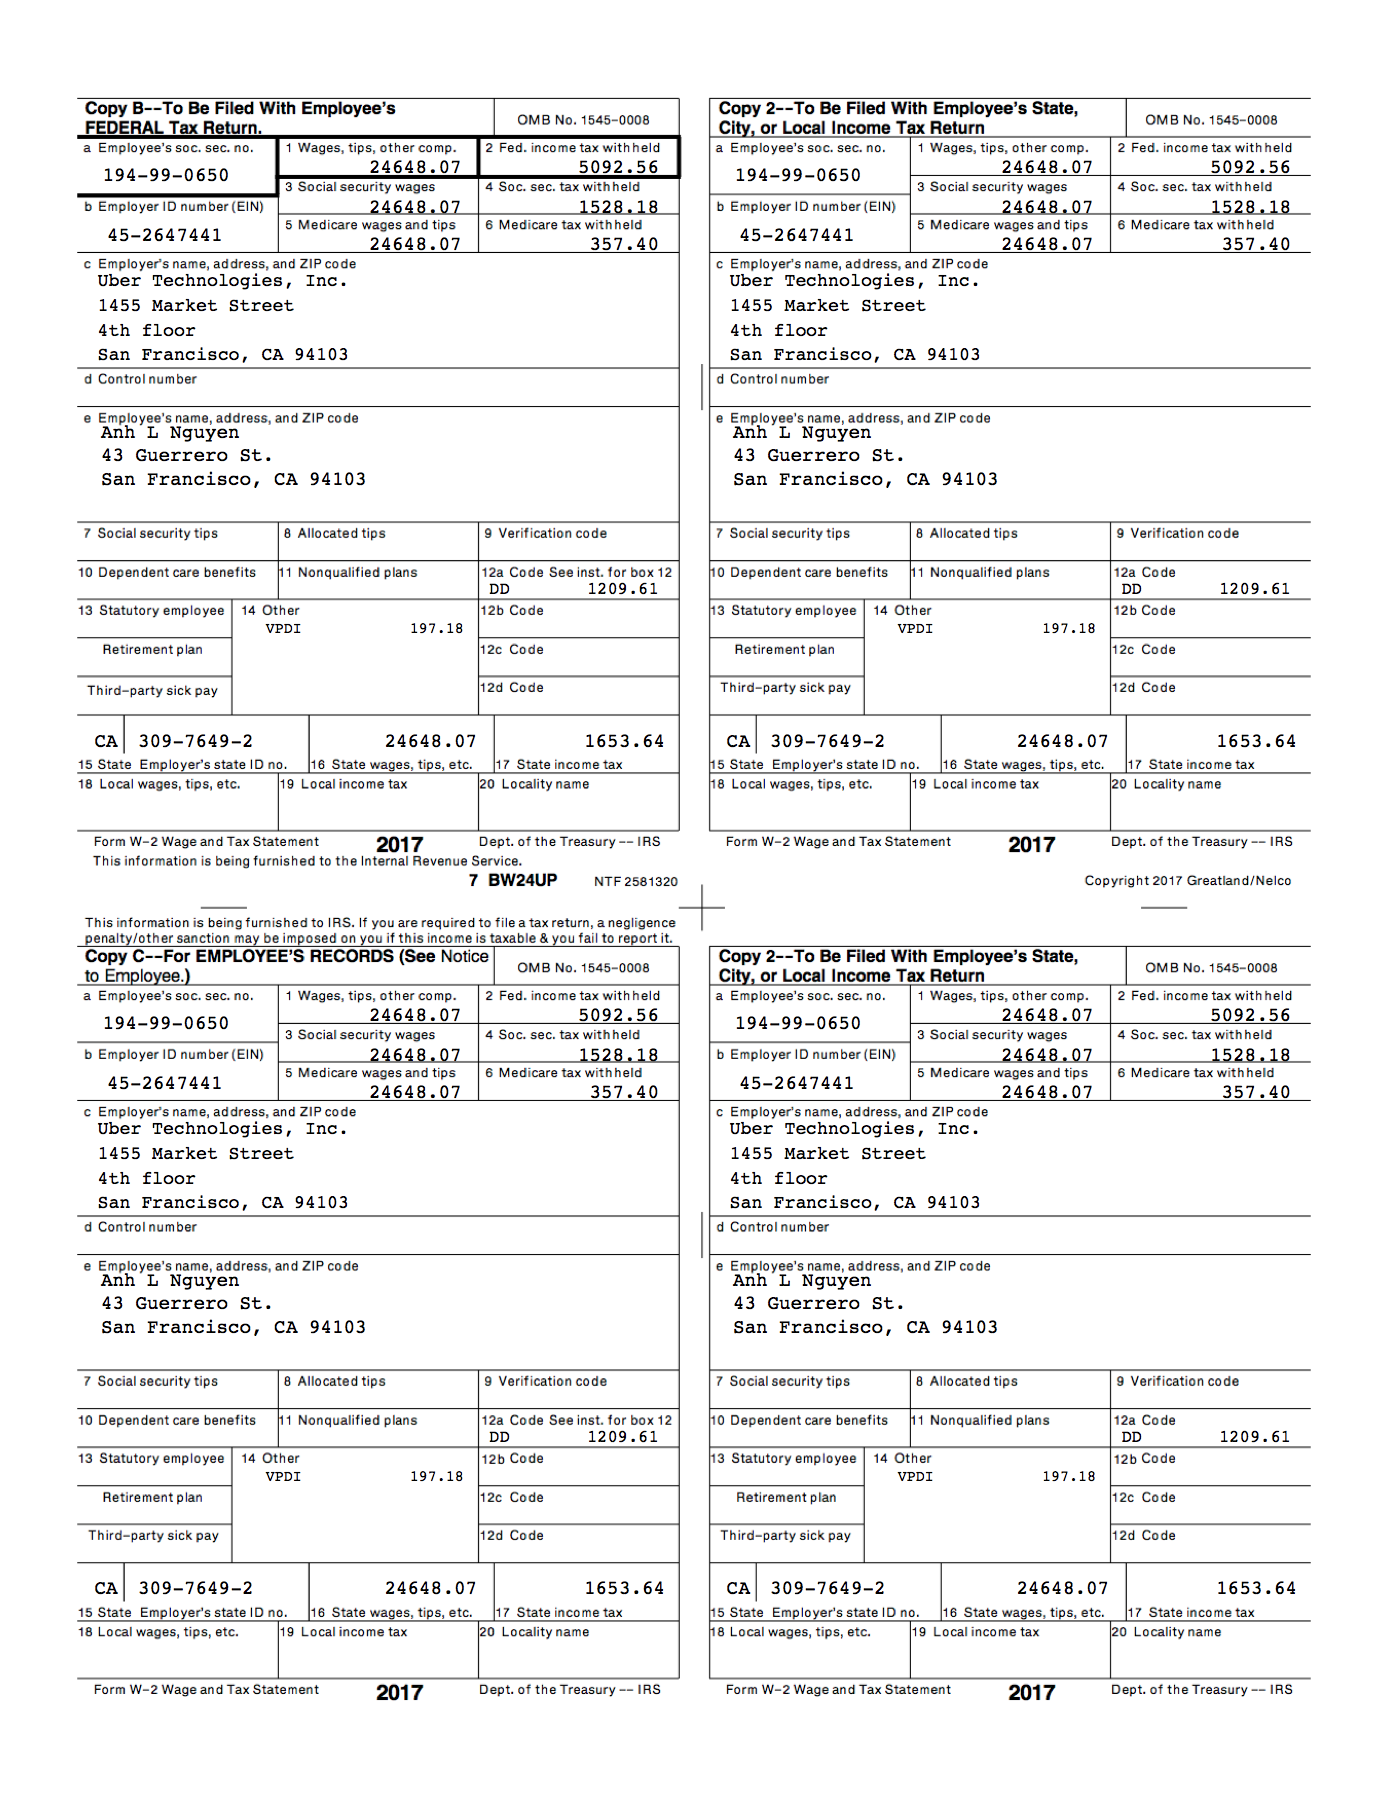 Copy B--To Be Filed With Employee's
FEDERAL Tax Return.
OMB No. 1545-0008
a Employee's soc. sec. no.
194-99-0650
1 Wages, tips, other comp.
24648.07
2 Fed. income tax withheld
5092.56
3 Social security wages
24648.07
4 Soc. sec. tax withheld
1528.18
b Employer ID number (EIN)
45-2647441
5 Medicare wages and tips
24648.07
6 Medicare tax withheld
357.40
c Employer's name, address, and ZIP code
Uber Technologies, Inc.
1455 Market Street
4th floor
San Francisco, CA 94103
d Control number
e Employee's name, address, and ZIP code
Anh L Nguyen
43 Guerrero St.
San Francisco, CA 94103
7 Social security tips
8 Allocated tips
9 Verification code
10 Dependent care benefits
11 Nonqualified plans
12a Code See inst. for box 12
DD 1209.61
13 Statutory employee
14 Other
VPDI 197.18
12b Code
Retirement plan
12c Code
Third-party sick pay
12d Code
CA 309-7649-2 24648.07 1653.64
15 State Employer's state ID no. 16 State wages, tips, etc. 17 State income tax
18 Local wages, tips, etc. 19 Local income tax 20 Locality name
Form W-2 Wage and Tax Statement 2017 Dept. of the Treasury -- IRS
This information is being furnished to the Internal Revenue Service.
7 BW24UP NTF 2581320
Copy 2--To Be Filed With Employee's State,
City, or Local Income Tax Return
OMB No. 1545-0008
a Employee's soc. sec. no.
194-99-0650
1 Wages, tips, other comp.
24648.07
2 Fed. income tax withheld
5092.56
3 Social security wages
24648.07
4 Soc. sec. tax withheld
1528.18
b Employer ID number (EIN)
45-2647441
5 Medicare wages and tips
24648.07
6 Medicare tax withheld
357.40
c Employer's name, address, and ZIP code
Uber Technologies, Inc.
1455 Market Street
4th floor
San Francisco, CA 94103
d Control number
e Employee's name, address, and ZIP code
Anh L Nguyen
43 Guerrero St.
San Francisco, CA 94103
7 Social security tips
8 Allocated tips
9 Verification code
10 Dependent care benefits
11 Nonqualified plans
12a Code
DD 1209.61
13 Statutory employee
14 Other
VPDI 197.18
12b Code
Retirement plan
12c Code
Third-party sick pay
12d Code
CA 309-7649-2 24648.07 1653.64
15 State Employer's state ID no. 16 State wages, tips, etc. 17 State income tax
18 Local wages, tips, etc. 19 Local income tax 20 Locality name
Form W-2 Wage and Tax Statement 2017 Dept. of the Treasury -- IRS
Copyright 2017 Greatland/Nelco
This information is being furnished to IRS. If you are required to file a tax return, a negligence
penalty/other sanction may be imposed on you if this income is taxable & you fail to report it.
Copy C--For EMPLOYEE'S RECORDS (See Notice
to Employee.)
OMB No. 1545-0008
a Employee's soc. sec. no.
194-99-0650
1 Wages, tips, other comp.
24648.07
2 Fed. income tax withheld
5092.56
3 Social security wages
24648.07
4 Soc. sec. tax withheld
1528.18
b Employer ID number (EIN)
45-2647441
5 Medicare wages and tips
24648.07
6 Medicare tax withheld
357.40
c Employer's name, address, and ZIP code
Uber Technologies, Inc.
1455 Market Street
4th floor
San Francisco, CA 94103
d Control number
e Employee's name, address, and ZIP code
Anh L Nguyen
43 Guerrero St.
San Francisco, CA 94103
7 Social security tips
8 Allocated tips
9 Verification code
10 Dependent care benefits
11 Nonqualified plans
12a Code See inst. for box 12
DD 1209.61
13 Statutory employee
14 Other
VPDI 197.18
12b Code
Retirement plan
12c Code
Third-party sick pay
12d Code
CA 309-7649-2 24648.07 1653.64
15 State Employer's state ID no. 16 State wages, tips, etc. 17 State income tax
18 Local wages, tips, etc. 19 Local income tax 20 Locality name
Form W-2 Wage and Tax Statement 2017 Dept. of the Treasury -- IRS
Copy 2--To Be Filed With Employee's State,
City, or Local Income Tax Return
OMB No. 1545-0008
a Employee's soc. sec. no.
194-99-0650
1 Wages, tips, other comp.
24648.07
2 Fed. income tax withheld
5092.56
3 Social security wages
24648.07
4 Soc. sec. tax withheld
1528.18
b Employer ID number (EIN)
45-2647441
5 Medicare wages and tips
24648.07
6 Medicare tax withheld
357.40
c Employer's name, address, and ZIP code
Uber Technologies, Inc.
1455 Market Street
4th floor
San Francisco, CA 94103
d Control number
e Employee's name, address, and ZIP code
Anh L Nguyen
43 Guerrero St.
San Francisco, CA 94103
7 Social security tips
8 Allocated tips
9 Verification code
10 Dependent care benefits
11 Nonqualified plans
12a Code
DD 1209.61
13 Statutory employee
14 Other
VPDI 197.18
12b Code
Retirement plan
12c Code
Third-party sick pay
12d Code
CA 309-7649-2 24648.07 1653.64
15 State Employer's state ID no. 16 State wages, tips, etc. 17 State income tax
18 Local wages, tips, etc. 19 Local income tax 20 Locality name
Form W-2 Wage and Tax Statement 2017 Dept. of the Treasury -- IRS